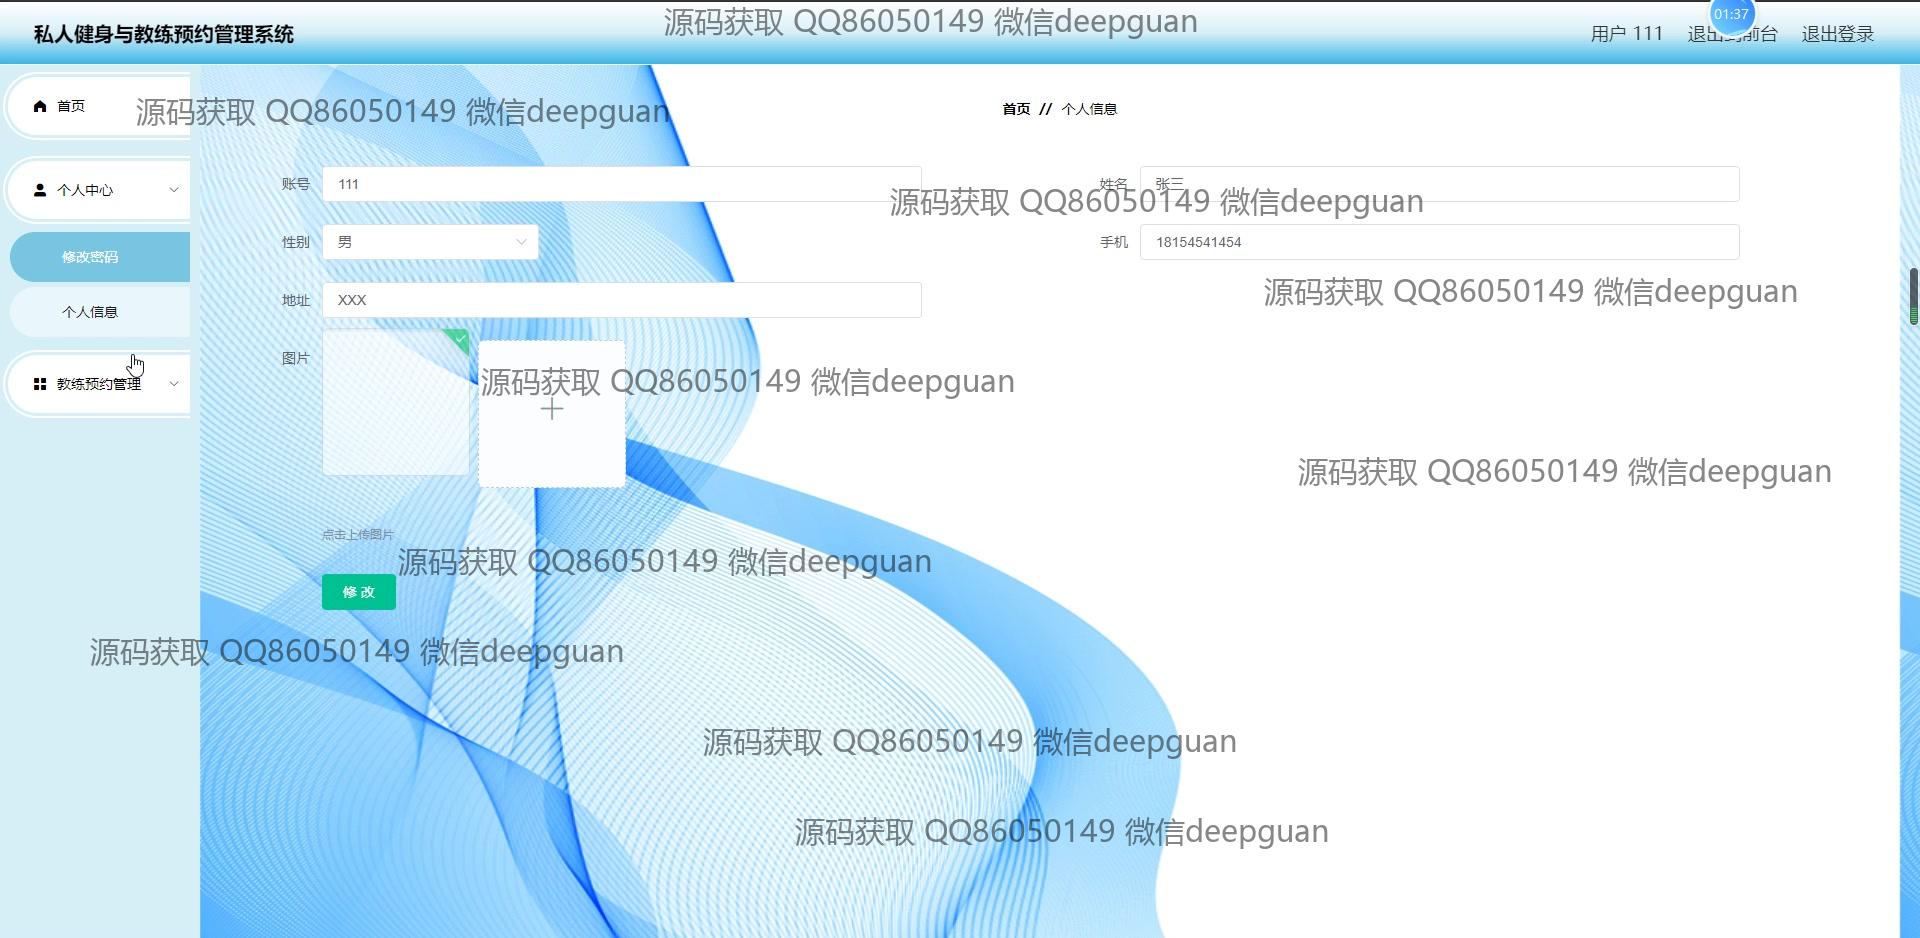 源码获取 QQ86050149 微信deepguan
01:37
私人健身与教练预约管理系统
用户 111 退出到前台 退出登录
首页
源码获取 QQ86050149 微信deepguan
首页 // 个人信息
账号 111
姓名 张三
个人中心
源码获取 QQ86050149 微信deepguan
性别 男
手机 18154541454
修改密码
源码获取 QQ86050149 微信deepguan
地址 XXX
个人信息
图片
教练预约管理
源码获取 QQ86050149 微信deepguan
源码获取 QQ86050149 微信deepguan
点击上传图片
源码获取 QQ86050149 微信deepguan
修改
源码获取 QQ86050149 微信deepguan
源码获取 QQ86050149 微信deepguan
源码获取 QQ86050149 微信deepguan